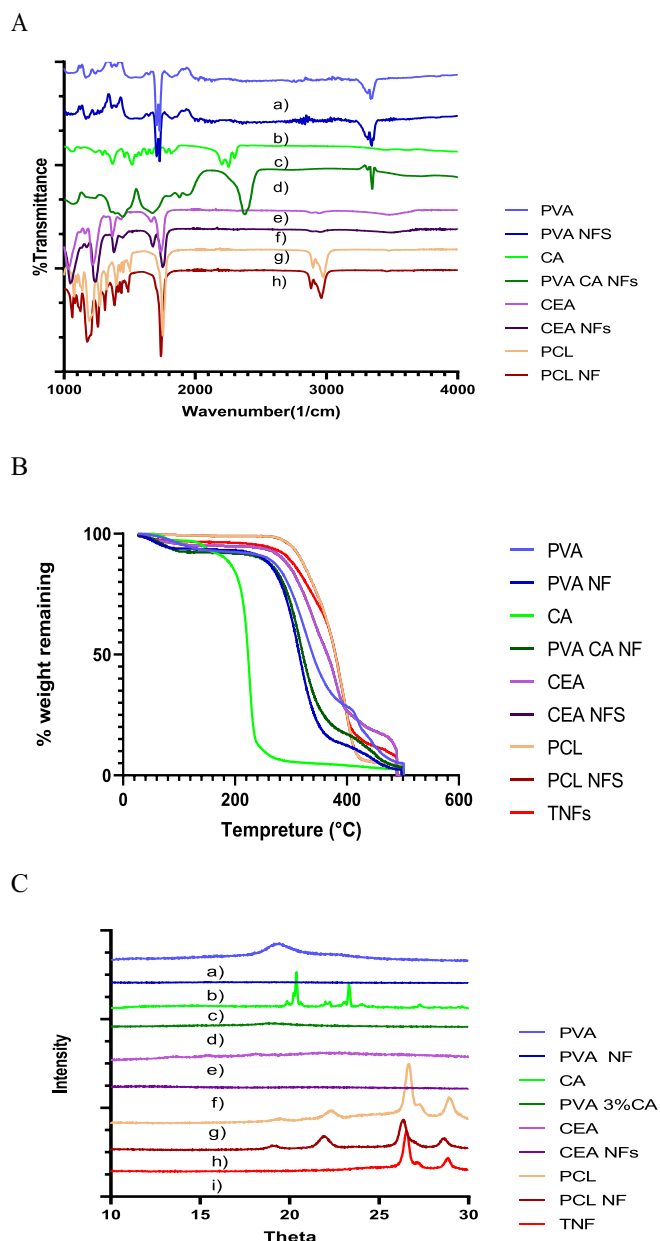 A
a)
b)
c)
d)
e)
f)
g)
h)
%Transmittance
1000 2000 3000 4000
Wavenumber(1/cm)
PVA
PVA NFS
CA
PVA CA NFs
CEA
CEA NFs
PCL
PCL NF
B
100
50
0
% weight remaining
0 200 400 600
Tempreture (°C)
PVA
PVA NF
CA
PVA CA NF
CEA
CEA NFS
PCL
PCL NFS
TNFs
C
a)
b)
c)
d)
e)
f)
g)
h)
i)
Intensity
10 15 20 25 30
Theta
PVA
PVA NF
CA
PVA 3%CA
CEA
CEA NFs
PCL
PCL NF
TNF